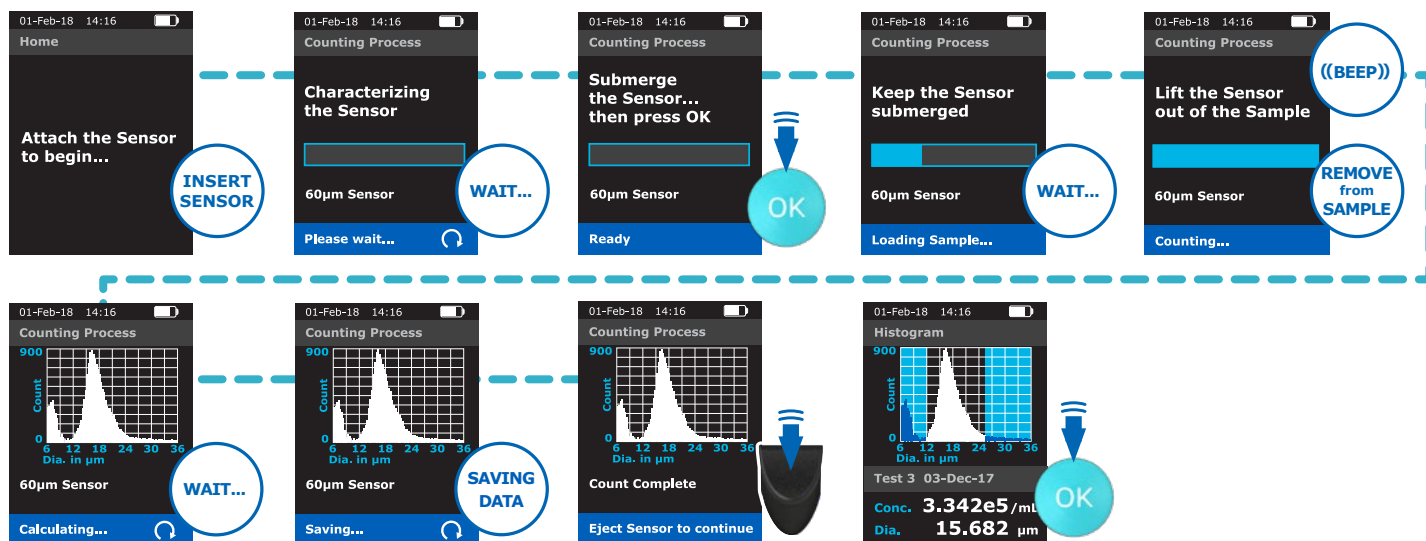 01-Feb-18 14:16
Home
Attach the Sensor
to begin...
INSERT
SENSOR
01-Feb-18 14:16
Counting Process
Characterizing
the Sensor
60µm Sensor
WAIT...
Please wait...
01-Feb-18 14:16
Counting Process
Submerge
the Sensor...
then press OK
60µm Sensor
OK
Ready
01-Feb-18 14:16
Counting Process
Keep the Sensor
submerged
60µm Sensor
WAIT...
Loading Sample...
01-Feb-18 14:16
Counting Process
((BEEP))
Lift the Sensor
out of the Sample
60µm Sensor
REMOVE
from
SAMPLE
Counting...
01-Feb-18 14:16
Counting Process
900
Count
0
6 12 18 24 30 36
Dia. in µm
60µm Sensor
WAIT...
Calculating...
01-Feb-18 14:16
Counting Process
900
Count
0
6 12 18 24 30 36
Dia. in µm
60µm Sensor
SAVING
DATA
Saving...
01-Feb-18 14:16
Counting Process
900
Count
0
6 12 18 24 30 36
Dia. in µm
Count Complete
Eject Sensor to continue
01-Feb-18 14:16
Histogram
900
Count
0
6 12 18 24 30 36
Dia. in µm
Test 3 03-Dec-17
Conc. 3.342e5/mL
Dia. 15.682 µm
OK